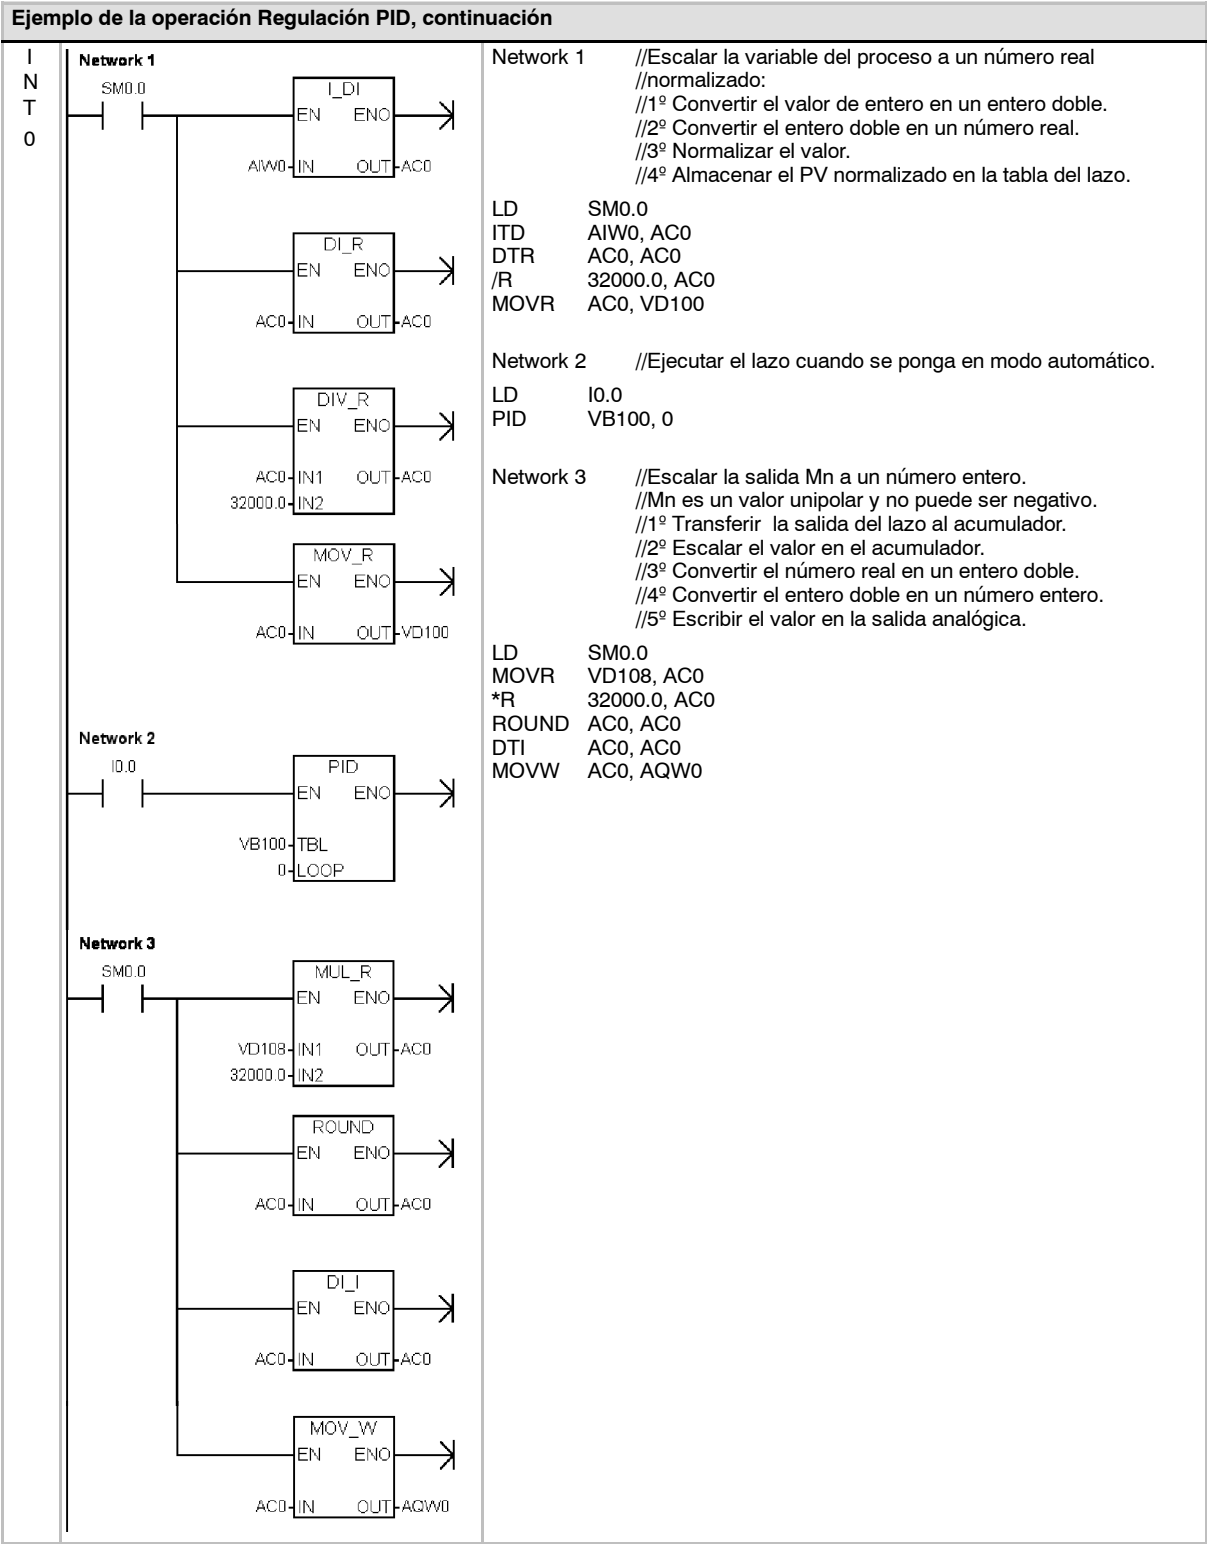 Ejemplo de la operación Regulación PID, continuación
I
N
T
0
Network 1
SM0.0
I_DI
EN ENO
AIW0 IN OUT AC0
DI_R
EN ENO
AC0 IN OUT AC0
DIV_R
EN ENO
AC0 IN1 OUT AC0
32000.0 IN2
MOV_R
EN ENO
AC0 IN OUT VD100
Network 2
I0.0
PID
EN ENO
VB100 TBL
0 LOOP
Network 3
SM0.0
MUL_R
EN ENO
VD108 IN1 OUT AC0
32000.0 IN2
ROUND
EN ENO
AC0 IN OUT AC0
DI_I
EN ENO
AC0 IN OUT AC0
MOV_W
EN ENO
AC0 IN OUT AQW0
Network 1 //Escalar la variable del proceso a un número real
//normalizado:
//1º Convertir el valor de entero en un entero doble.
//2º Convertir el entero doble en un número real.
//3º Normalizar el valor.
//4º Almacenar el PV normalizado en la tabla del lazo.
LD SM0.0
ITD AIW0, AC0
DTR AC0, AC0
/R 32000.0, AC0
MOVR AC0, VD100
Network 2 //Ejecutar el lazo cuando se ponga en modo automático.
LD I0.0
PID VB100, 0
Network 3 //Escalar la salida Mn a un número entero.
//Mn es un valor unipolar y no puede ser negativo.
//1º Transferir la salida del lazo al acumulador.
//2º Escalar el valor en el acumulador.
//3º Convertir el número real en un entero doble.
//4º Convertir el entero doble en un número entero.
//5º Escribir el valor en la salida analógica.
LD SM0.0
MOVR VD108, AC0
*R 32000.0, AC0
ROUND AC0, AC0
DTI AC0, AC0
MOVW AC0, AQW0